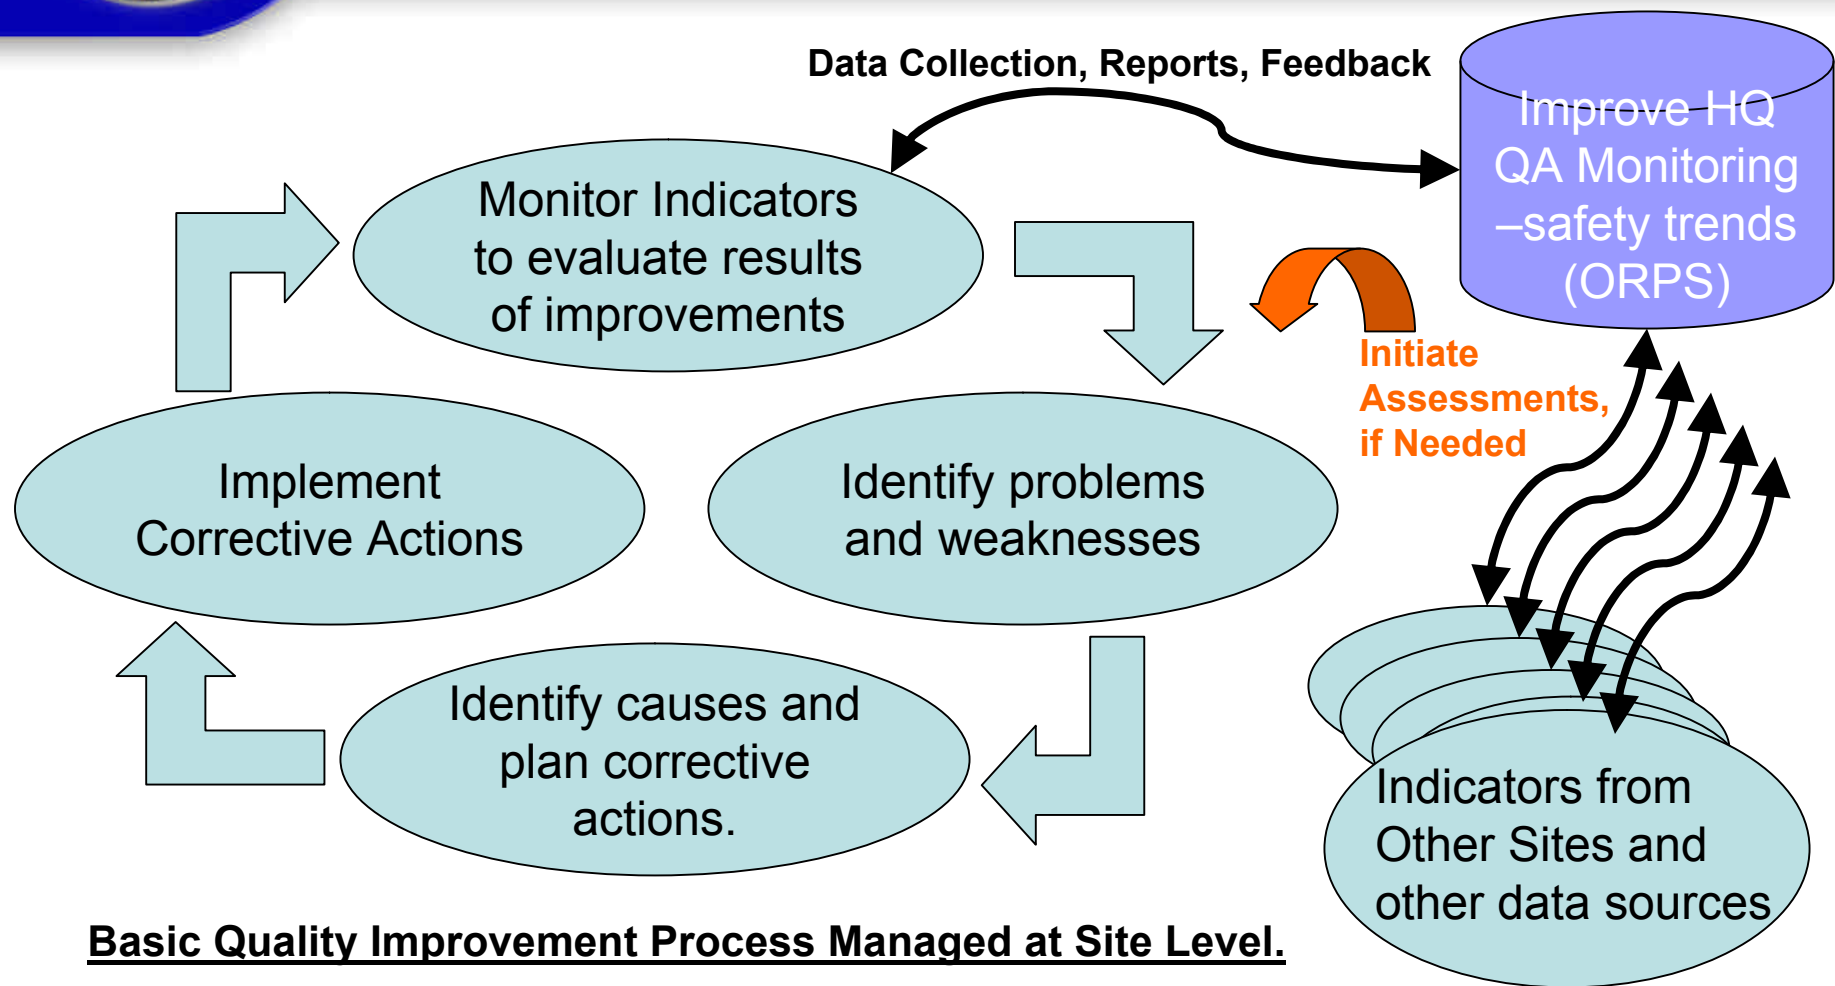 Data Collection, Reports, Feedback
Improve HQ
QA Monitoring
–safety trends
(ORPS)
Monitor Indicators
to evaluate results
of improvements
Initiate
Assessments,
if Needed
Implement
Corrective Actions
Identify problems
and weaknesses
Identify causes and
plan corrective
actions.
Indicators from
Other Sites and
other data sources
Basic Quality Improvement Process Managed at Site Level.